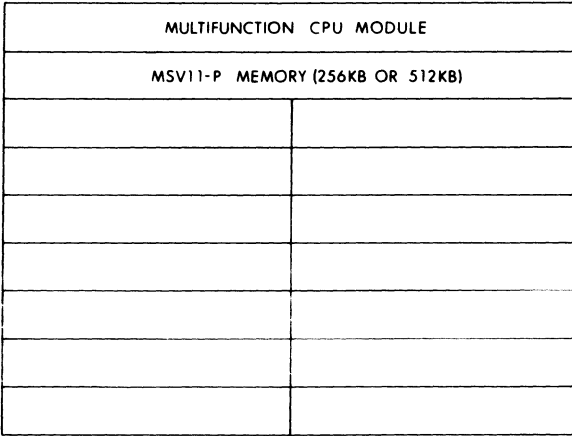 MULTIFUNCTION CPU MODULE
MSV11-P MEMORY (256KB OR 512KB)